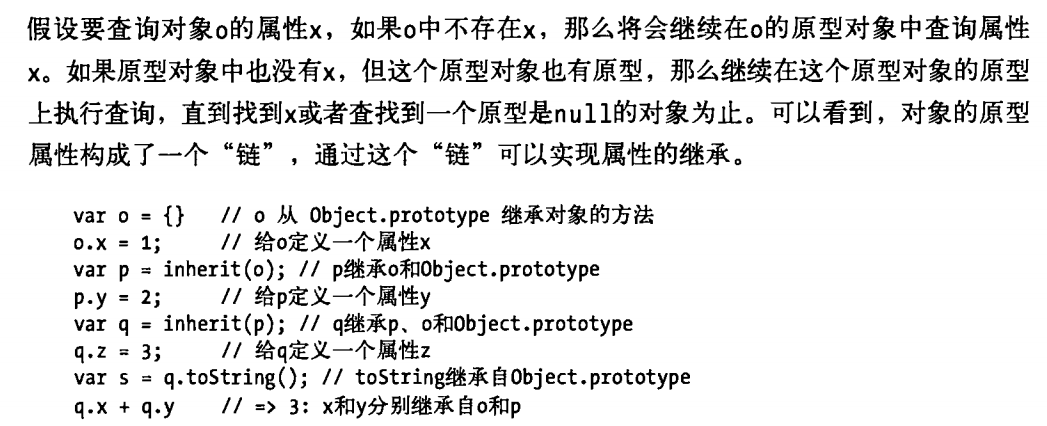 假设要查询对象o的属性x，如果o中不存在x，那么将会继续在o的原型对象中查询属性
x。如果原型对象中也没有x，但这个原型对象也有原型，那么继续在这个原型对象的原型
上执行查询，直到找到x或者查找到一个原型是null的对象为止。可以看到，对象的原型
属性构成了一个“链”，通过这个“链”可以实现属性的继承。
var o = {}   // o 从 Object.prototype 继承对象的方法
o.x = 1;     // 给o定义一个属性x
var p = inherit(o); // p继承o和Object.prototype
p.y = 2;     // 给p定义一个属性y
var q = inherit(p); // q继承p、o和Object.prototype
q.z = 3;     // 给q定义一个属性z
var s = q.toString(); // toString继承自Object.prototype
q.x + q.y    // => 3: x和y分别继承自o和p